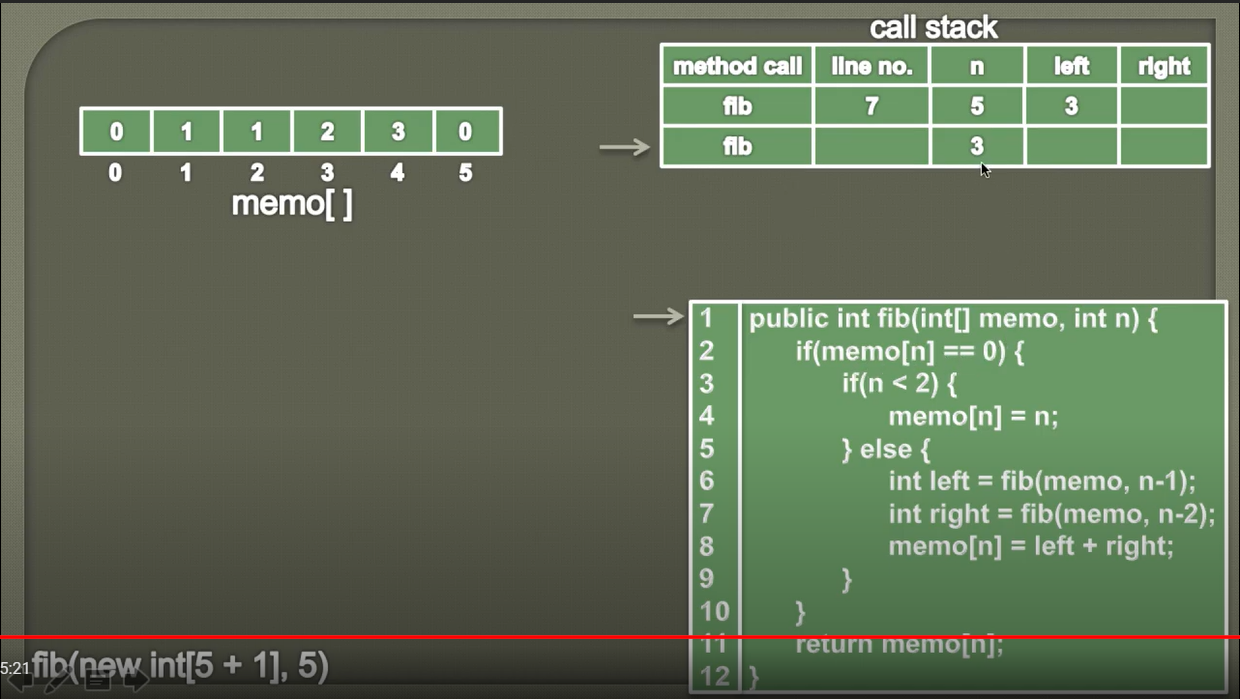 call stack
method call line no. n left right
fib 7 5 3
fib 3
0 1 1 2 3 0
0 1 2 3 4 5
memo[ ]
1 public int fib(int[] memo, int n) {
2 if(memo[n] == 0) {
3 if(n < 2) {
4 memo[n] = n;
5 } else {
6 int left = fib(memo, n-1);
7 int right = fib(memo, n-2);
8 memo[n] = left + right;
9 }
10 }
11 return memo[n];
12 }
5:21
fib(new int[5 + 1], 5)